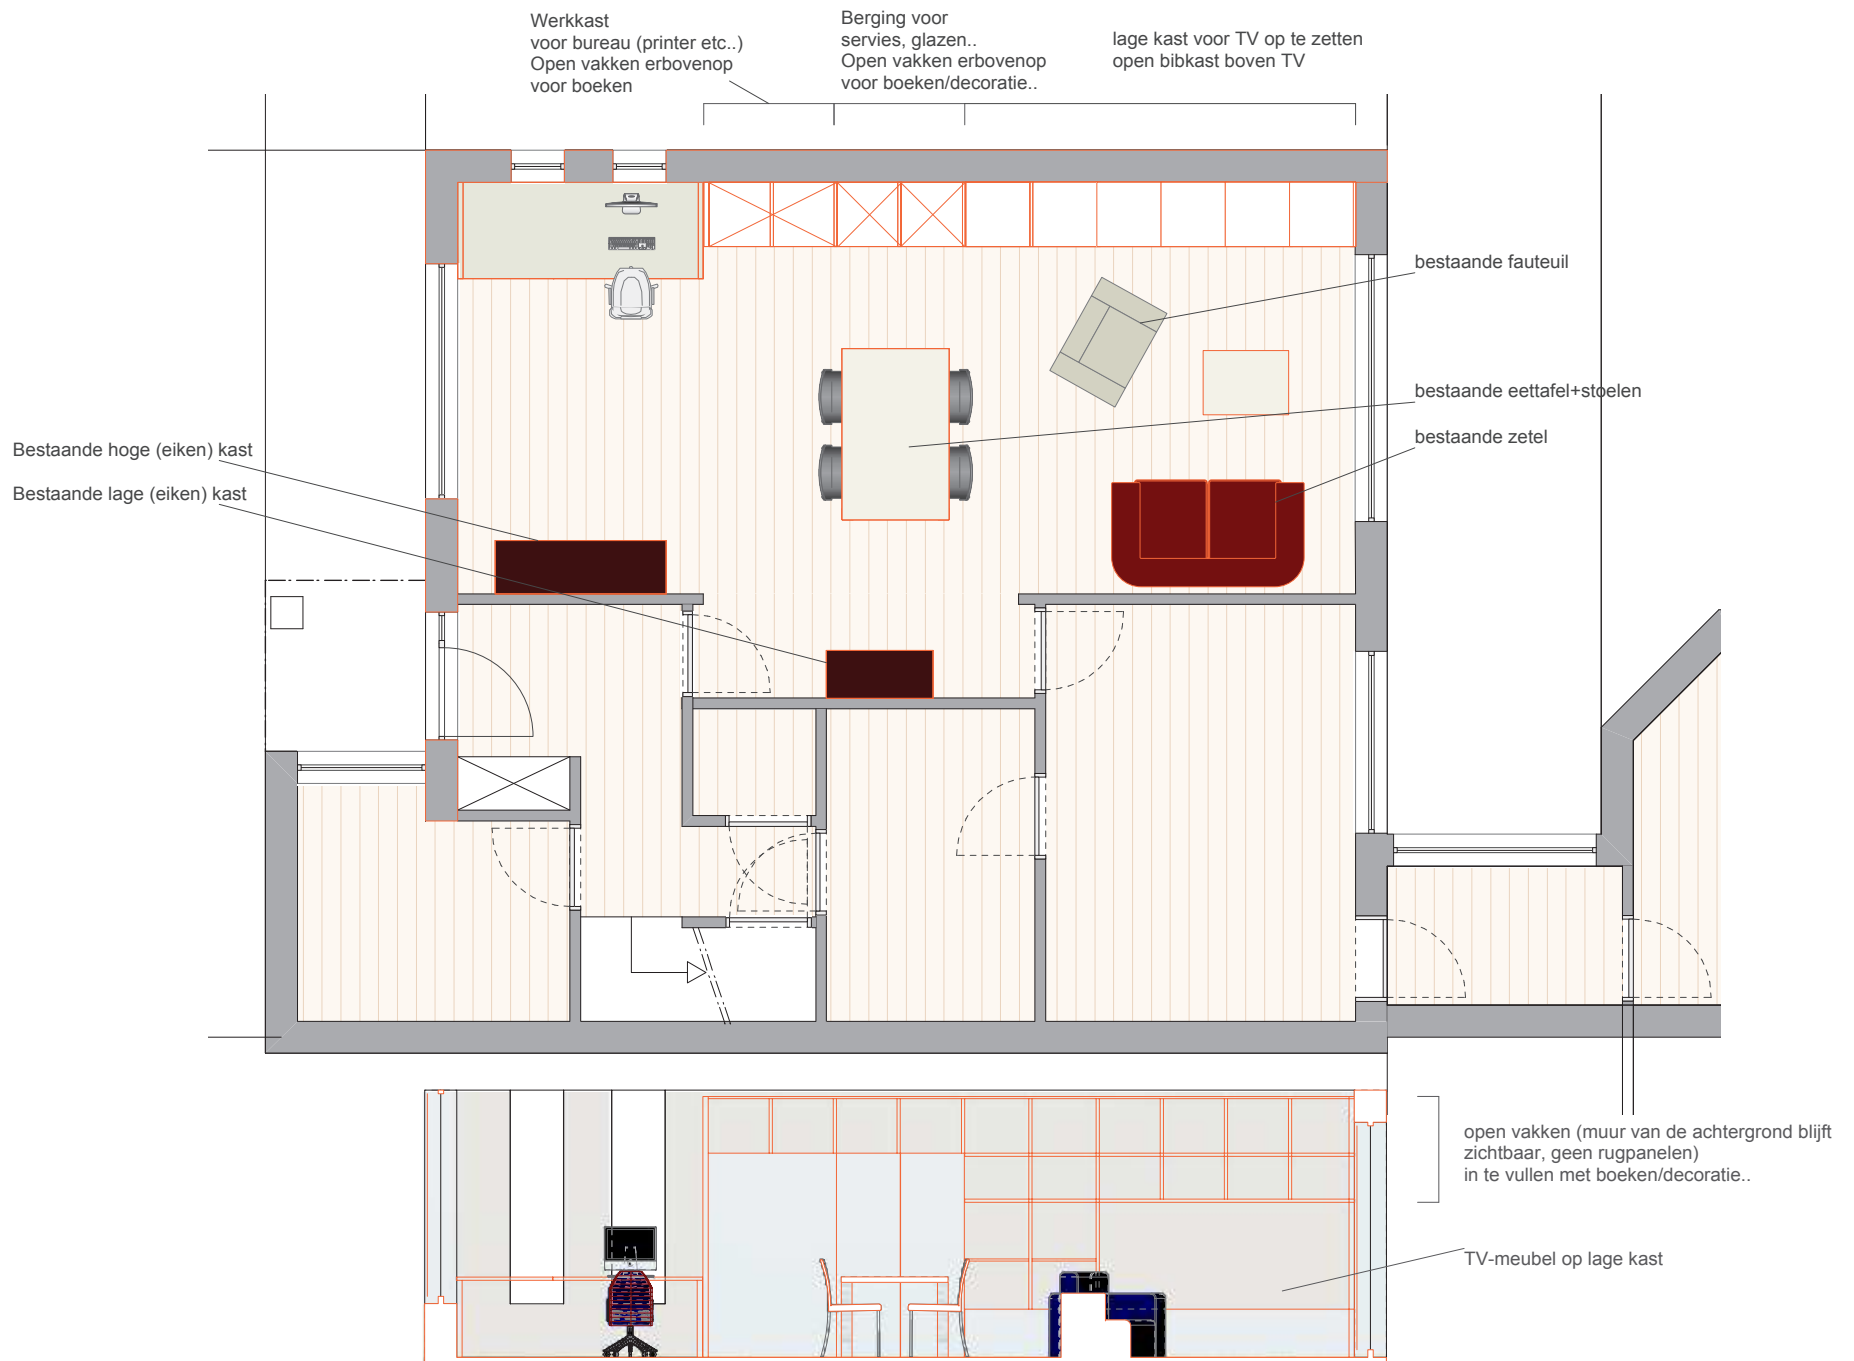 Werkkast
voor bureau (printer etc..)
Open vakken erbovenop
voor boeken
Berging voor
servies, glazen..
Open vakken erbovenop
voor boeken/decoratie..
lage kast voor TV op te zetten
open bibkast boven TV
bestaande fauteuil
bestaande eettafel+stoelen
bestaande zetel
Bestaande hoge (eiken) kast
Bestaande lage (eiken) kast
open vakken (muur van de achtergrond blijft
zichtbaar, geen rugpanelen)
in te vullen met boeken/decoratie..
TV-meubel op lage kast